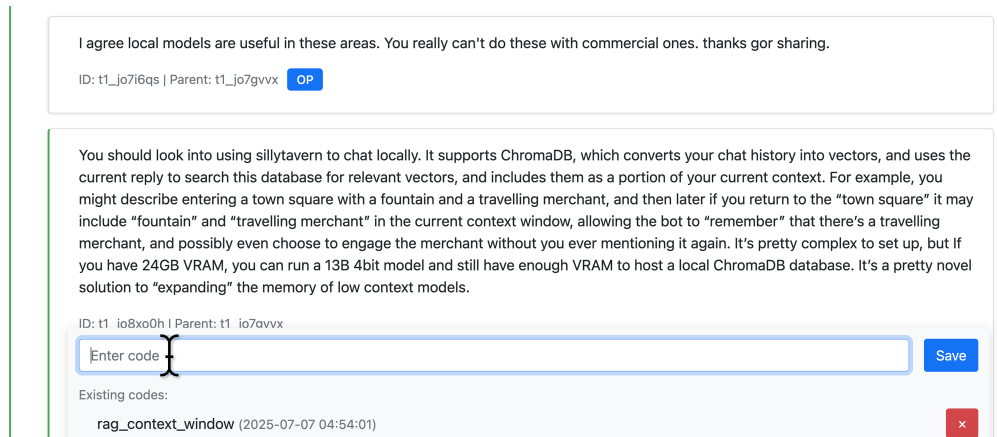 I agree local models are useful in these areas. You really can't do these with commercial ones. thanks gor sharing.
ID: t1_jo7i6qs | Parent: t1_jo7gvvx OP
You should look into using sillytavern to chat locally. It supports ChromaDB, which converts your chat history into vectors, and uses the
current reply to search this database for relevant vectors, and includes them as a portion of your current context. For example, you
might describe entering a town square with a fountain and a travelling merchant, and then later if you return to the “town square” it may
include “fountain” and “travelling merchant” in the current context window, allowing the bot to “remember” that there’s a travelling
merchant, and possibly even choose to engage the merchant without you ever mentioning it again. It’s pretty complex to set up, but If
you have 24GB VRAM, you can run a 13B 4bit model and still have enough VRAM to host a local ChromaDB database. It’s a pretty novel
solution to “expanding” the memory of low context models.
ID: t1_jo8xo0h | Parent: t1_jo7gvvx
Enter code
Save
Existing codes:
rag_context_window (2025-07-07 04:54:01) ×